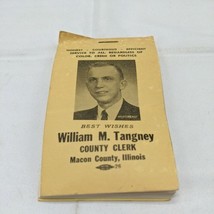 HONEST COURTEOUS EFFICIENT
SERVICE TO ALL REGARDLESS OF
COLOR, CREED OR POLITICS
BEST WISHES
William M. Tangney
COUNTY CLERK
Macon County, Illinois